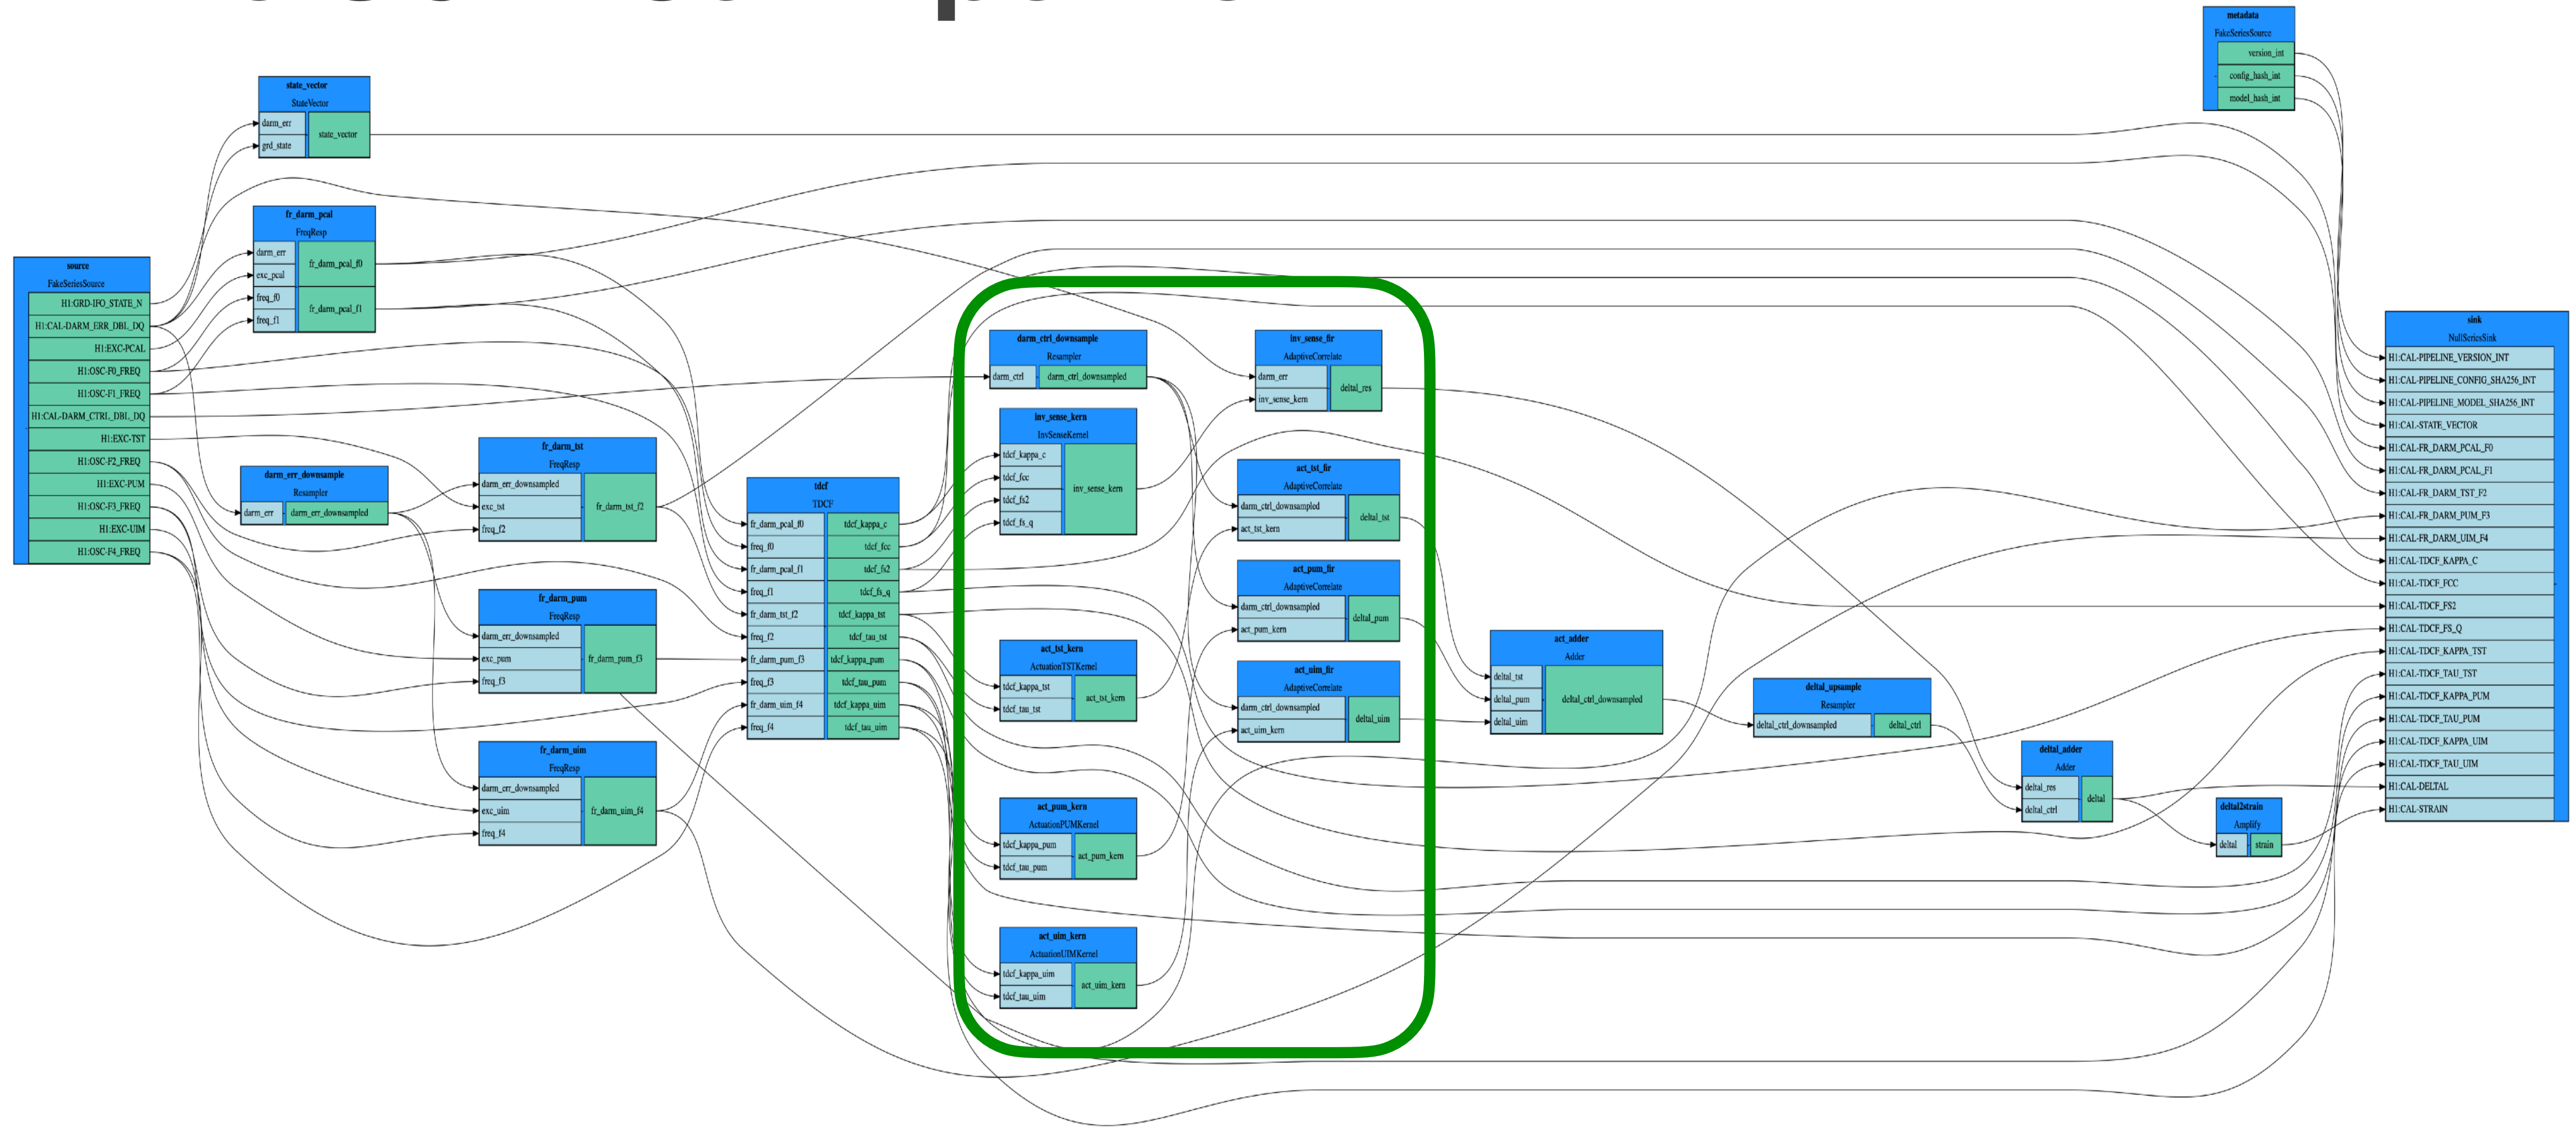 metadata
FakeSeriesSource
version_int
config_hash_int
model_hash_int
state_vector
StateVector
darm_err
grd_state
state_vector
fr_darm_pcal
FreqResp
darm_err
exc_pcal
freq_f0
freq_f1
fr_darm_pcal_f0
fr_darm_pcal_f1
source
FakeSeriesSource
H1:GRD-IFO_STATE_N
H1:CAL-DARM_ERR_DBL_DQ
H1:EXC-PCAL
H1:OSC-F0_FREQ
H1:OSC-F1_FREQ
H1:CAL-DARM_CTRL_DBL_DQ
H1:EXC-TST
H1:OSC-F2_FREQ
H1:EXC-PUM
H1:OSC-F3_FREQ
H1:EXC-UIM
H1:OSC-F4_FREQ
darm_err_downsample
Resampler
darm_err
darm_err_downsampled
fr_darm_tst
FreqResp
darm_err_downsampled
exc_tst
freq_f2
fr_darm_tst_f2
fr_darm_pum
FreqResp
darm_err_downsampled
exc_pum
freq_f3
fr_darm_pum_f3
fr_darm_uim
FreqResp
darm_err_downsampled
exc_uim
freq_f4
fr_darm_uim_f4
tdcf
TDCF
fr_darm_pcal_f0
freq_f0
fr_darm_pcal_f1
freq_f1
fr_darm_tst_f2
freq_f2
fr_darm_pum_f3
freq_f3
fr_darm_uim_f4
freq_f4
tdcf_kappa_c
tdcf_fcc
tdcf_fs2
tdcf_fs_q
tdcf_kappa_tst
tdcf_tau_tst
tdcf_kappa_pum
tdcf_tau_pum
tdcf_kappa_uim
tdcf_tau_uim
darm_ctrl_downsample
Resampler
darm_ctrl
darm_ctrl_downsampled
inv_sense_kern
InvSenseKernel
tdcf_kappa_c
tdcf_fcc
tdcf_fs2
tdcf_fs_q
inv_sense_kern
act_tst_kern
ActuationTSTKernel
tdcf_kappa_tst
tdcf_tau_tst
act_tst_kern
act_pum_kern
ActuationPUMKernel
tdcf_kappa_pum
tdcf_tau_pum
act_pum_kern
act_uim_kern
ActuationUIMKernel
tdcf_kappa_uim
tdcf_tau_uim
act_uim_kern
inv_sense_fir
AdaptiveCorrelate
darm_err
inv_sense_kern
deltal_res
act_tst_fir
AdaptiveCorrelate
darm_ctrl_downsampled
act_tst_kern
deltal_tst
act_pum_fir
AdaptiveCorrelate
darm_ctrl_downsampled
act_pum_kern
deltal_pum
act_uim_fir
AdaptiveCorrelate
darm_ctrl_downsampled
act_uim_kern
deltal_uim
act_adder
Adder
deltal_tst
deltal_pum
deltal_uim
deltal_ctrl_downsampled
deltal_upsample
Resampler
deltal_ctrl_downsampled
deltal_ctrl
deltal_adder
Adder
deltal_res
deltal_ctrl
deltal
deltal2strain
Amplify
deltal
strain
sink
NullSeriesSink
H1:CAL-PIPELINE_VERSION_INT
H1:CAL-PIPELINE_CONFIG_SHA256_INT
H1:CAL-PIPELINE_MODEL_SHA256_INT
H1:CAL-STATE_VECTOR
H1:CAL-FR_DARM_PCAL_F0
H1:CAL-FR_DARM_PCAL_F1
H1:CAL-FR_DARM_TST_F2
H1:CAL-FR_DARM_PUM_F3
H1:CAL-FR_DARM_UIM_F4
H1:CAL-TDCF_KAPPA_C
H1:CAL-TDCF_FCC
H1:CAL-TDCF_FS2
H1:CAL-TDCF_FS_Q
H1:CAL-TDCF_KAPPA_TST
H1:CAL-TDCF_TAU_TST
H1:CAL-TDCF_KAPPA_PUM
H1:CAL-TDCF_TAU_PUM
H1:CAL-TDCF_KAPPA_UIM
H1:CAL-TDCF_TAU_UIM
H1:CAL-DELTAL
H1:CAL-STRAIN